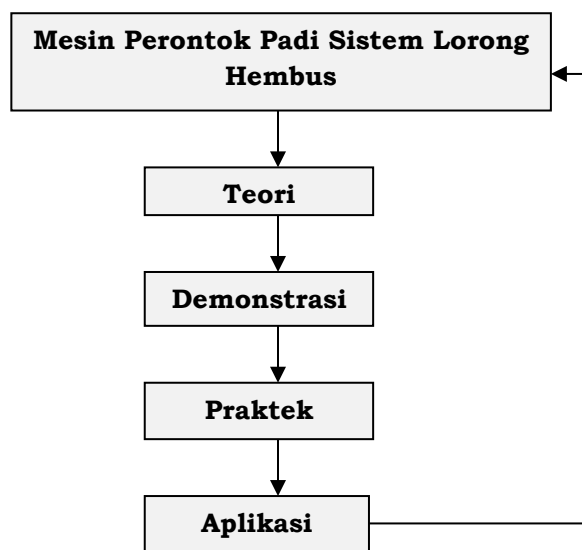 Mesin Perontok Padi Sistem Lorong
Hembus
Teori
Demonstrasi
Praktek
Aplikasi